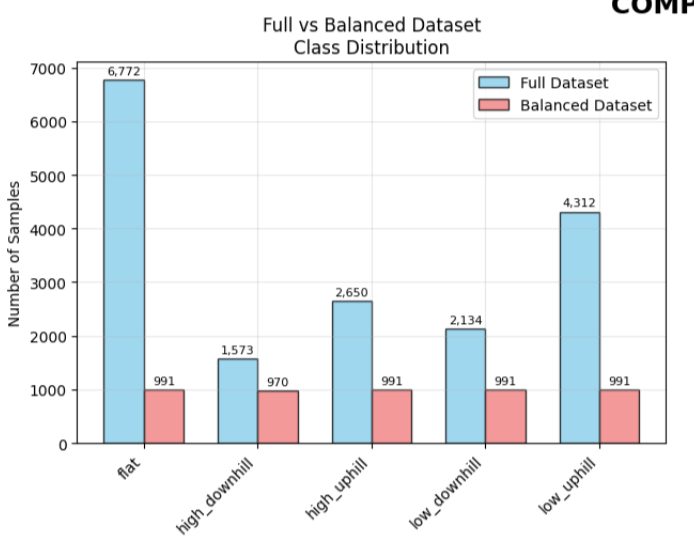 COMP
Full vs Balanced Dataset
Class Distribution
Number of Samples
7000
6000
5000
4000
3000
2000
1000
0
Full Dataset
Balanced Dataset
6,772
991
1,573
970
2,650
991
2,134
991
4,312
991
flat
high_downhill
high_uphill
low_downhill
low_uphill